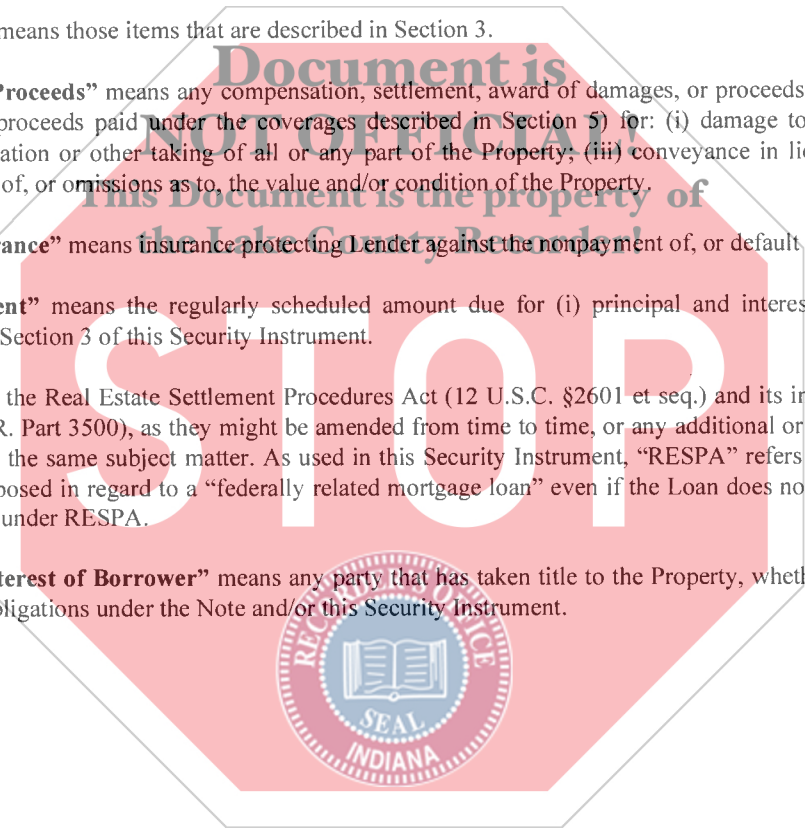 means those items that are described in Section 3.
Document is
Proceeds” means any compensation, settlement, award of damages, or proceeds
proceeds paid under the coverages described in Section 5) for: (i) damage to
NOT OFFICIAL!
ation or other taking of all or any part of the Property; (iii) conveyance in lie
of, or omissions as to, the value and/or condition of the Property.
This Document is the property of
the Lake County Recorder!
rance” means insurance protecting Lender against the nonpayment of, or default
ent” means the regularly scheduled amount due for (i) principal and interes
Section 3 of this Security Instrument.
STOP
the Real Estate Settlement Procedures Act (12 U.S.C. §2601 et seq.) and its i
R. Part 3500), as they might be amended from time to time, or any additional or
the same subject matter. As used in this Security Instrument, “RESPA” refers
posed in regard to a “federally related mortgage loan” even if the Loan does no
under RESPA.
terest of Borrower” means any party that has taken title to the Property, wheth
bligations under the Note and/or this Security Instrument.
RECORDER'S OFFICE
SEAL
INDIANA